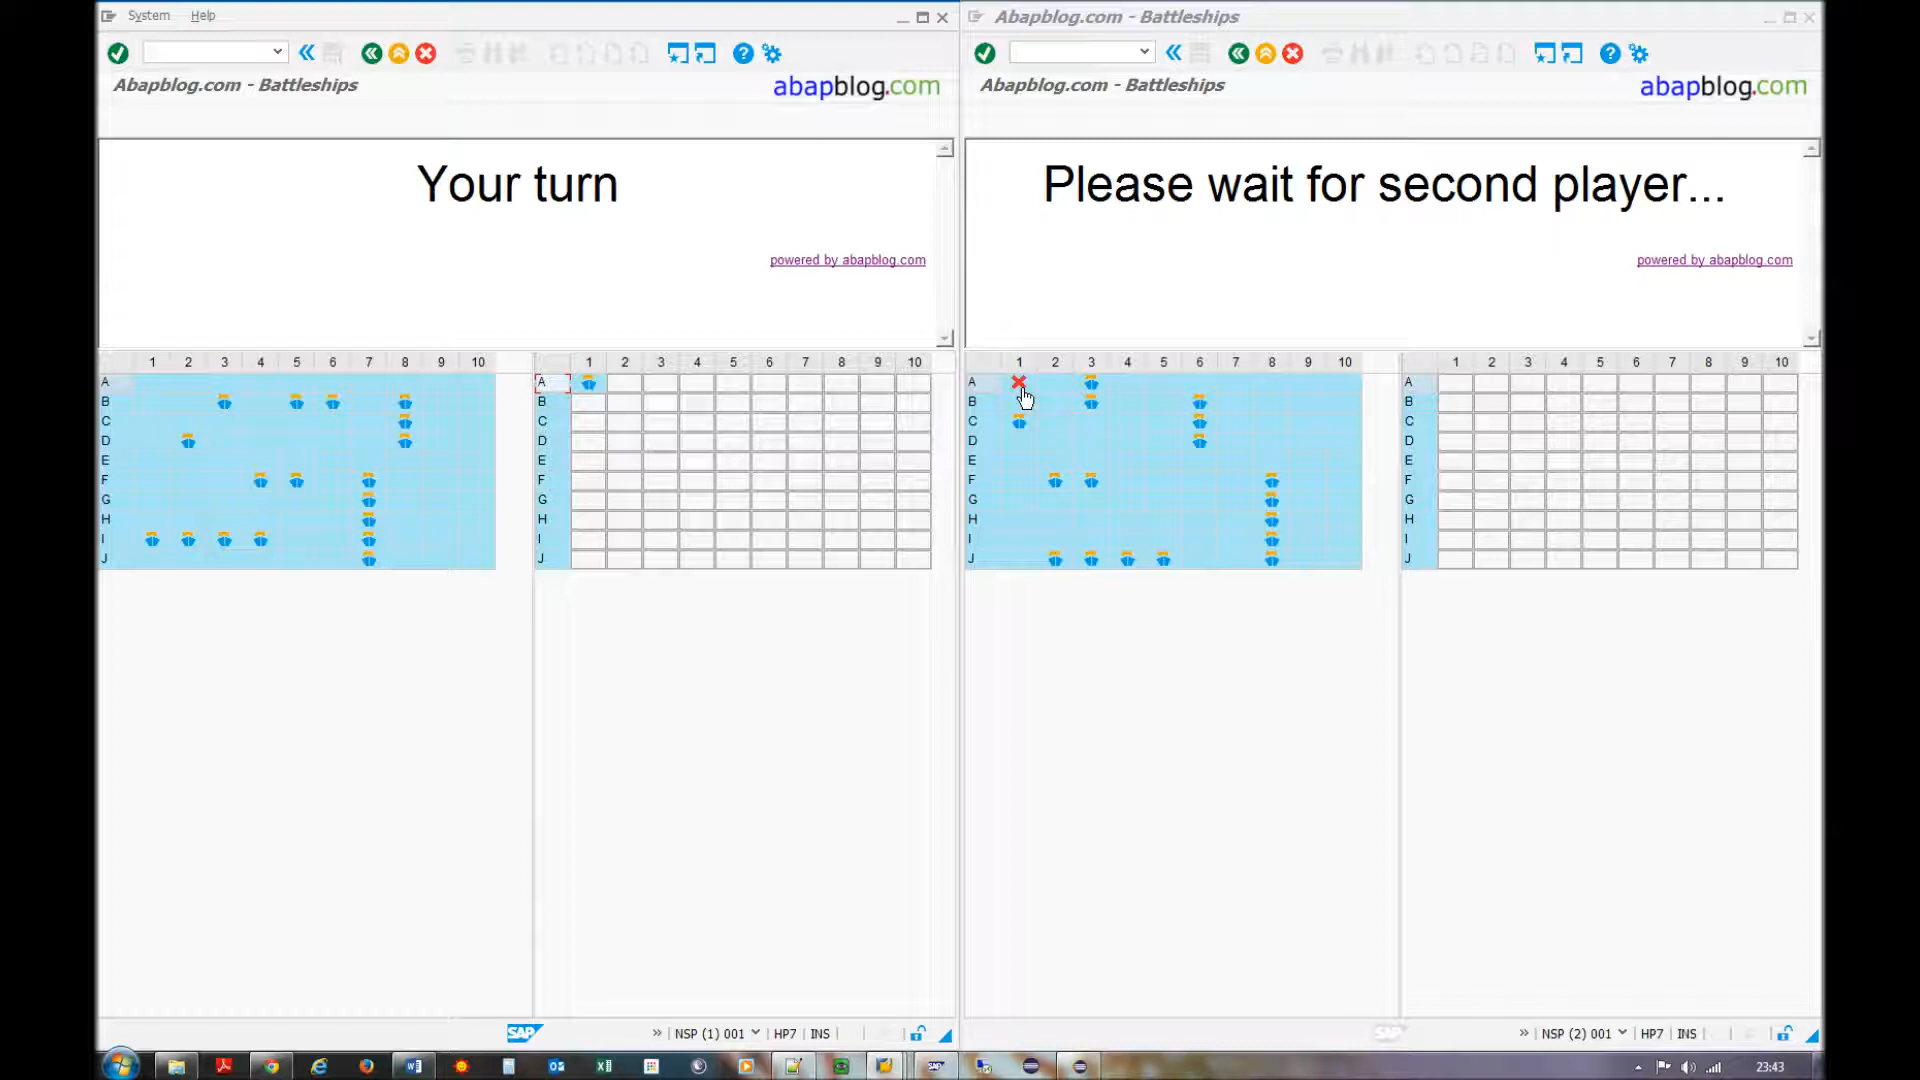 System Help
Abapblog.com - Battleships
abapblog.com
Your turn
powered by abapblog.com
1 2 3 4 5 6 7 8 9 10
A
B
C
D
E
F
G
H
I
J
1 2 3 4 5 6 7 8 9 10
A
B
C
D
E
F
G
H
I
J
SAP
NSP (1) 001 HP7 INS
Abapblog.com - Battleships
Abapblog.com - Battleships
abapblog.com
Please wait for second player...
powered by abapblog.com
1 2 3 4 5 6 7 8 9 10
A
B
C
D
E
F
G
H
I
J
1 2 3 4 5 6 7 8 9 10
A
B
C
D
E
F
G
H
I
J
SAP
NSP (2) 001 HP7 INS
23:43